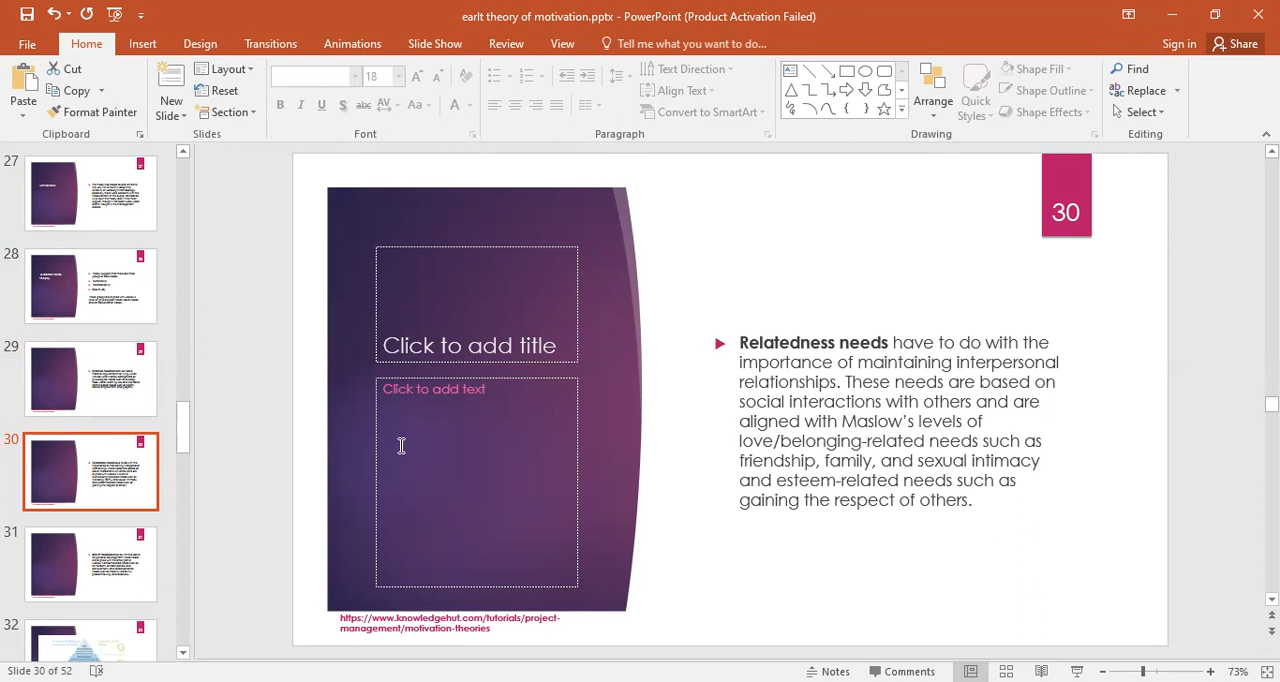 earlt theory of motivation.pptx - PowerPoint (Product Activation Failed)
File Home Insert Design Transitions Animations Slide Show Review View Tell me what you want to do... Sign in Share
Paste
Cut
Copy
Format Painter
Clipboard
New Slide
Layout
Reset
Section
Slides
18
B I U S abc AV Aa A
Font
Text Direction
Align Text
Convert to SmartArt
Paragraph
Arrange
Quick Styles
Shape Fill
Shape Outline
Shape Effects
Drawing
Find
Replace
Select
Editing
27
28
29
30
31
32
30
Click to add title
Click to add text
Relatedness needs have to do with the
importance of maintaining interpersonal
relationships. These needs are based on
social interactions with others and are
aligned with Maslow’s levels of
love/belonging-related needs such as
friendship, family, and sexual intimacy
and esteem-related needs such as
gaining the respect of others.
https://www.knowledgehut.com/tutorials/project-
management/motivation-theories
Slide 30 of 52 Notes Comments 73%